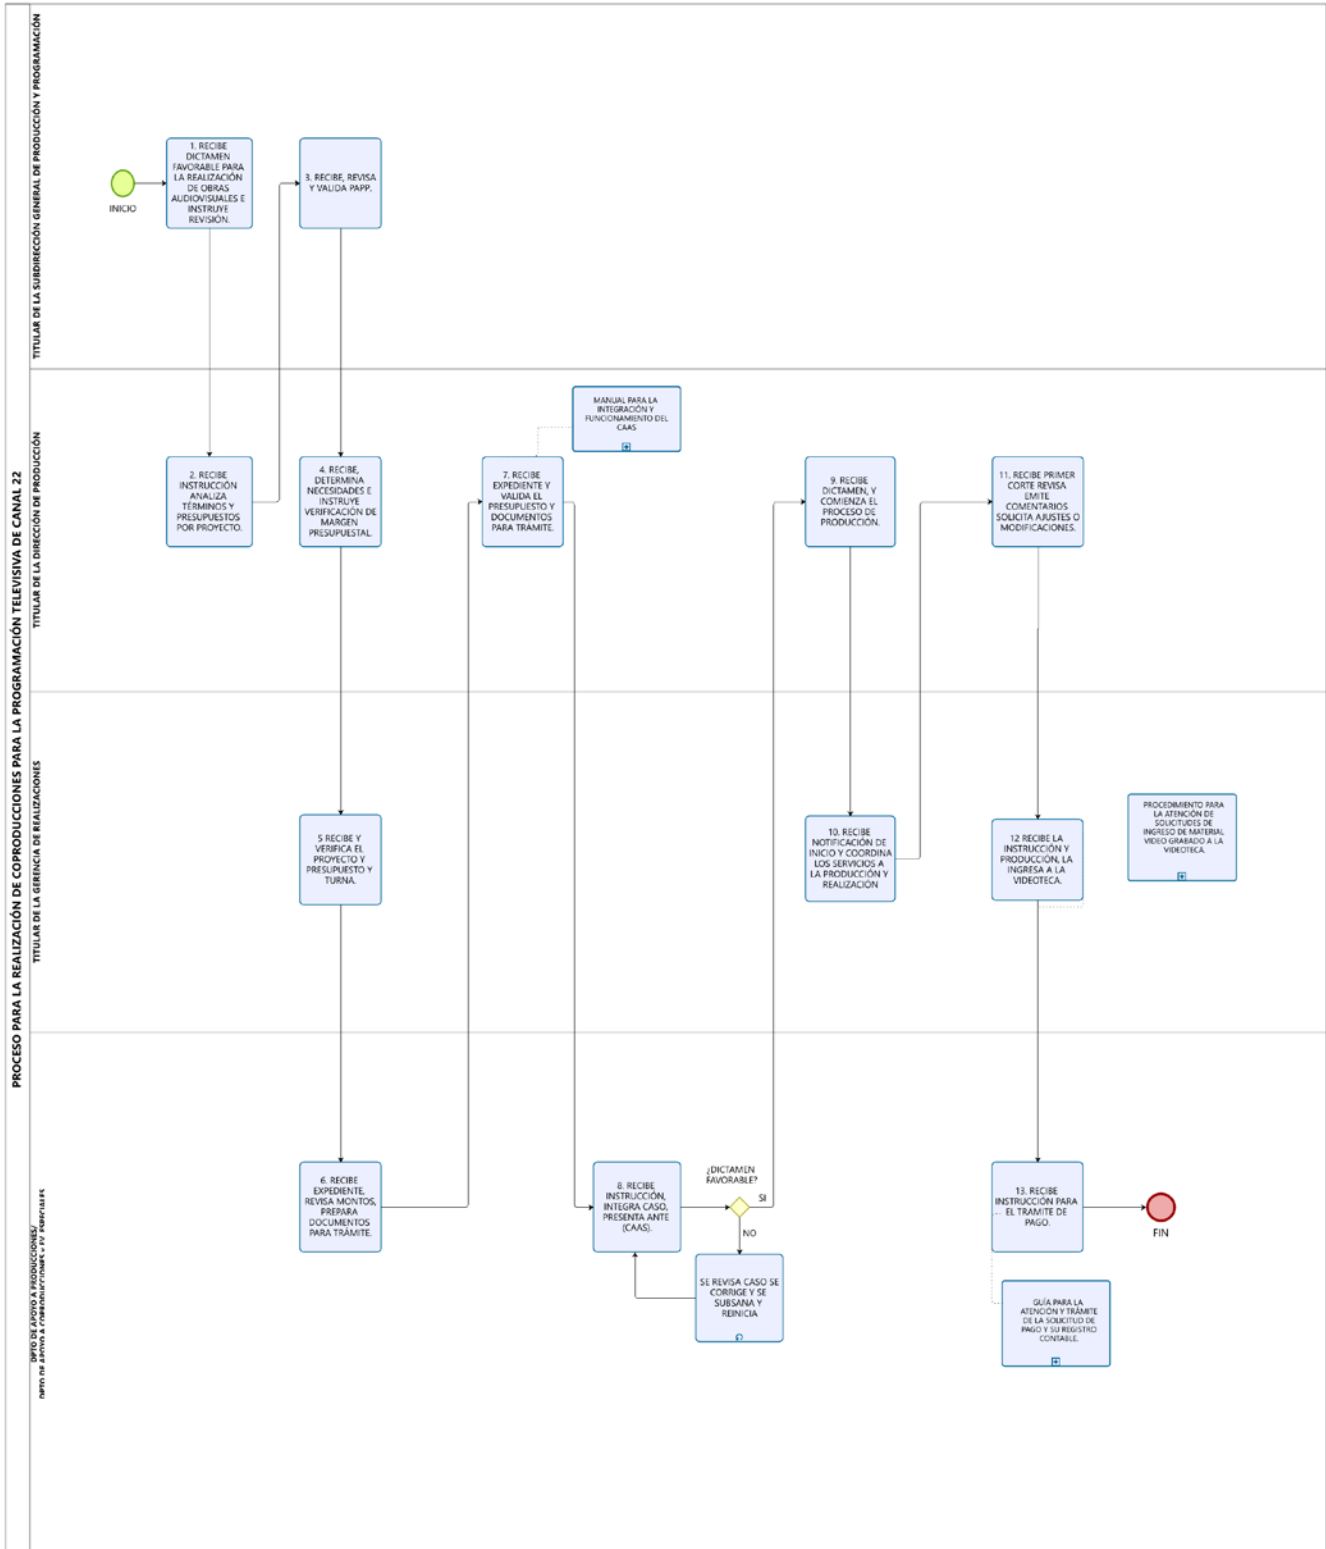 PROCESO PARA LA REALIZACIÓN DE COPRODUCCIONES PARA LA PROGRAMACIÓN TELEVISIVA DE CANAL 22
TITULAR DE LA SUBDIRECCIÓN GENERAL DE PRODUCCIÓN Y PROGRAMACIÓN
INICIO
1. RECIBE
DICTAMEN
FAVORABLE PARA
LA REALIZACIÓN
DE OBRAS
AUDIOVISUALES E
INSTRUYE
REVISIÓN.
3. RECIBE, REVISA
Y VALIDA PAPP.
TITULAR DE LA DIRECCIÓN DE PRODUCCIÓN
2. RECIBE
INSTRUCCIÓN
ANALIZA
TÉRMINOS Y
PRESUPUESTOS
POR PROYECTO.
4. RECIBE,
DETERMINA
NECESIDADES E
INSTRUYE
VERIFICACIÓN DE
MARGEN
PRESUPUESTAL.
7. RECIBE
EXPEDIENTE Y
VALIDA EL
PRESUPUESTO Y
DOCUMENTOS
PARA TRÁMITE.
MANUAL PARA LA
INTEGRACIÓN Y
FUNCIONAMIENTO DEL
CAAS
9. RECIBE
DICTAMEN, Y
COMIENZA EL
PROCESO DE
PRODUCCIÓN.
11. RECIBE PRIMER
CORTE REVISA
EMITE
COMENTARIOS
SOLICITA AJUSTES O
MODIFICACIONES.
TITULAR DE LA GERENCIA DE REALIZACIONES
5 RECIBE Y
VERIFICA EL
PROYECTO Y
PRESUPUESTO Y
TURNA.
10. RECIBE
NOTIFICACIÓN DE
INICIO Y COORDINA
LOS SERVICIOS A
LA PRODUCCIÓN Y
REALIZACIÓN
12 RECIBE LA
INSTRUCCIÓN Y
PRODUCCIÓN, LA
INGRESA A LA
VIDEOTECA.
PROCEDIMIENTO PARA
LA ATENCIÓN DE
SOLICITUDES DE
INGRESO DE MATERIAL
VIDEO GRABADO A LA
VIDEOTECA.
DPTO DE APOYO A PRODUCCIONES/
DPTO DE APOYO A COPRODUCCIONES y EV. ESPECIALES
6. RECIBE
EXPEDIENTE,
REVISA MONTOS,
PREPARA
DOCUMENTOS
PARA TRÁMITE.
8. RECIBE
INSTRUCCIÓN,
INTEGRA CASO,
PRESENTA ANTE
(CAAS).
¿DICTAMEN
FAVORABLE?
SI
NO
SE REVISA CASO SE
CORRIGE Y SE
SUBSANA Y
REINICIA
13. RECIBE
INSTRUCCIÓN PARA
EL TRAMITE DE
PAGO.
FIN
GUÍA PARA LA
ATENCIÓN Y TRÁMITE
DE LA SOLICITUD DE
PAGO Y SU REGISTRO
CONTABLE.